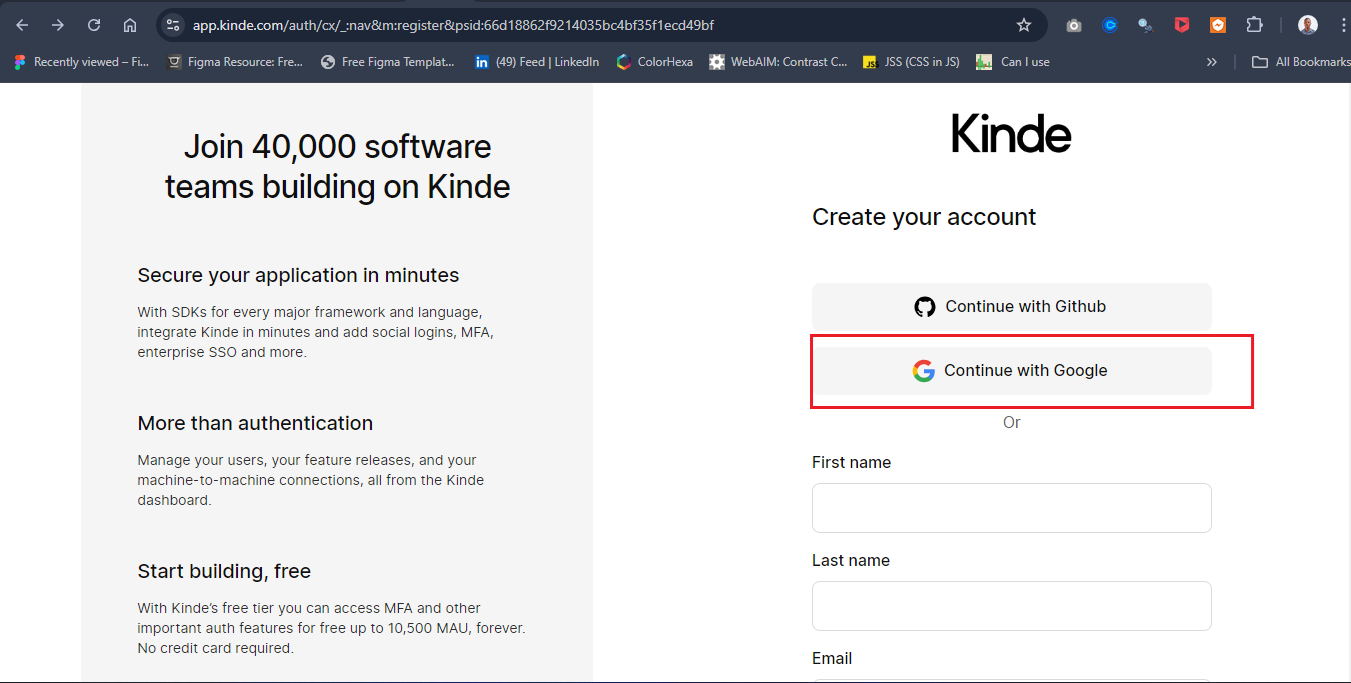 app.kinde.com/auth/cx/_:nav&m:register&psid:66d18862f9214035bc4bf35f1ecd49bf
Recently viewed – Fi...
Figma Resource: Fre...
Free Figma Templat...
in (49) Feed | LinkedIn
ColorHexa
WebAIM: Contrast C...
JSS JSS (CSS in JS)
Can I use
»
All Bookmarks
Join 40,000 software
teams building on Kinde
Secure your application in minutes
With SDKs for every major framework and language,
integrate Kinde in minutes and add social logins, MFA,
enterprise SSO and more.
More than authentication
Manage your users, your feature releases, and your
machine-to-machine connections, all from the Kinde
dashboard.
Start building, free
With Kinde’s free tier you can access MFA and other
important auth features for free up to 10,500 MAU, forever.
No credit card required.
Kinde
Create your account
Continue with Github
Continue with Google
Or
First name
Last name
Email